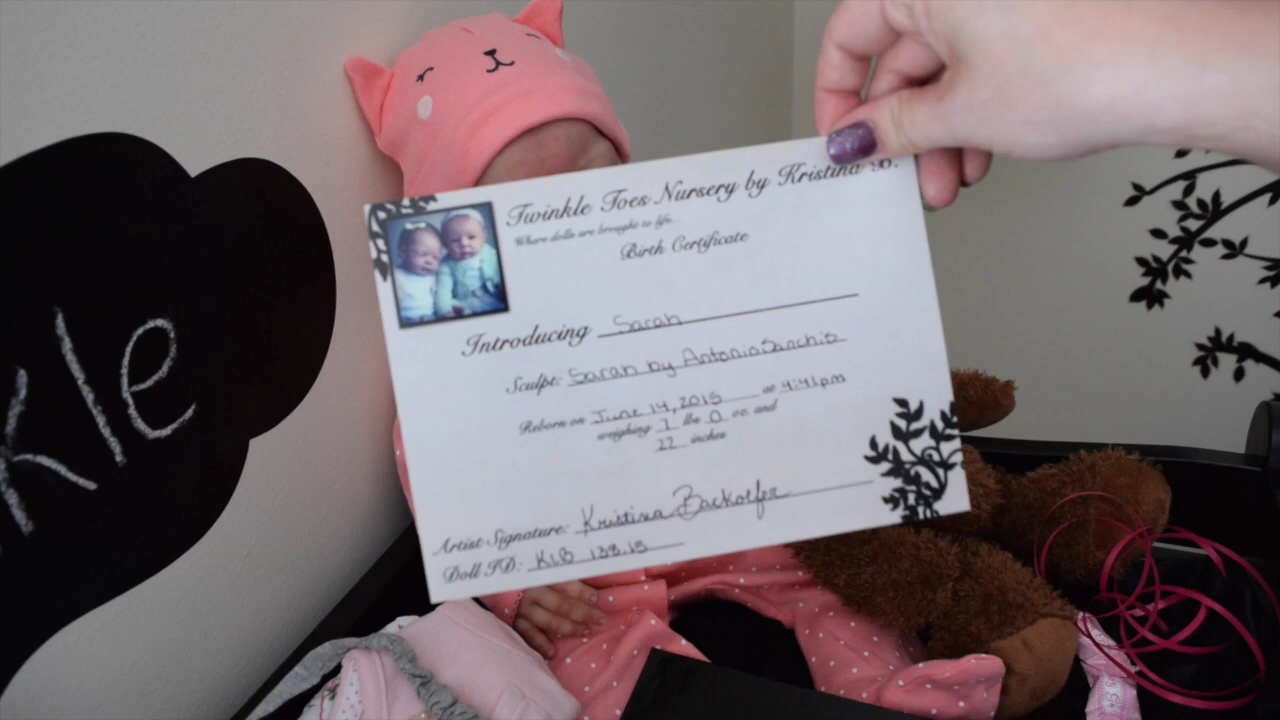 kle
Twinkle Toes Nursery by Kristina B.
Where dolls are brought to life...
Birth Certificate
Introducing Sarah
Sculpt: Sarah by Antonio Sanchis
Reborn on June 14, 2015 at 4:41pm
weighing 7 lbs 0 oz. and
22 inches
Artist Signature: Kristina Backoefer
Doll ID: KLB 138.15